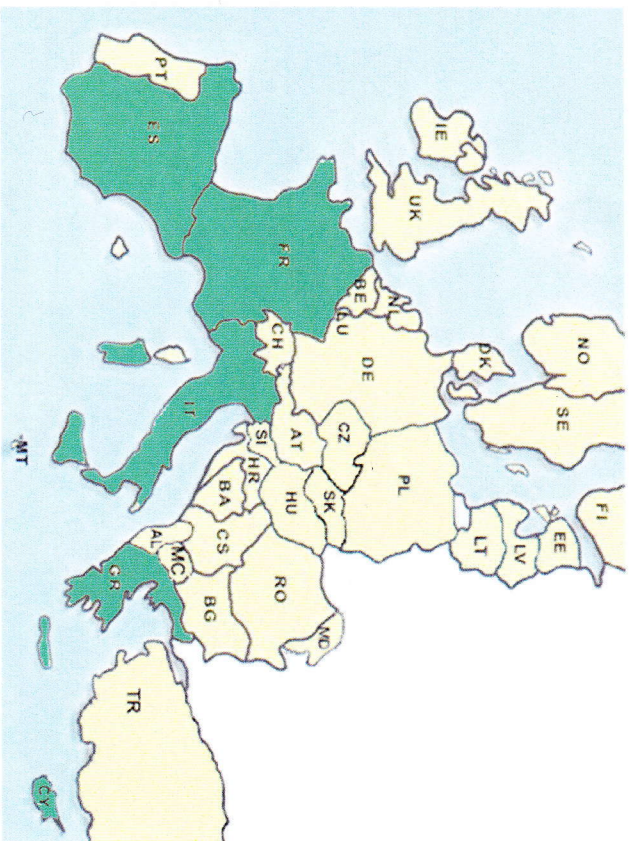 FI
NO
SE
EE
LV
DK
LT
IE
UK
PL
NL
DE
BE
CZ
LU
SK
MD
AT
HU
FR
RO
CH
SI
HR
BA
CS
BG
IT
MC
PT
AL
ES
TR
GR
CY
MT